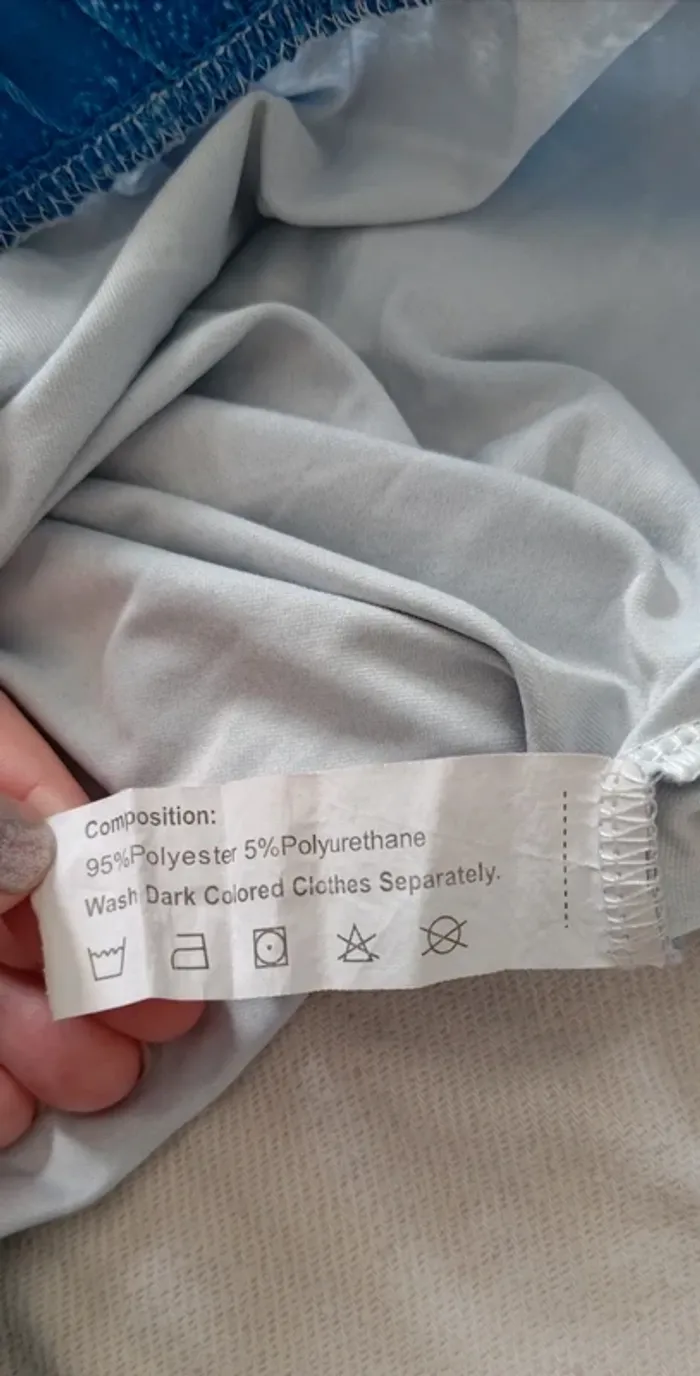 Composition:
95%Polyester 5%Polyurethane
Wash Dark Colored Clothes Separately.